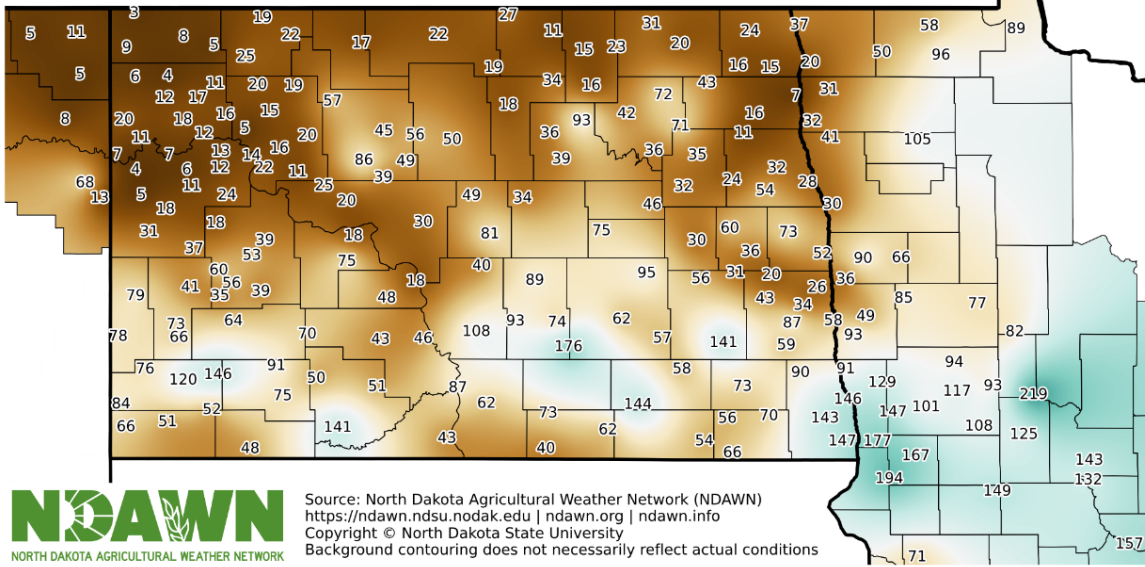 3 19 27 31 24 37 58 89
5 11 8 5 22 22 11 20 50
9 25 17 15 23 96
5 6 4 11 20 19 19 34 16 43 16 15 20
12 17 57 18 72 7 31
8 20 18 16 15 93 42 16 32
11 12 5 20 45 56 50 36 71 11 41 105
7 7 13 14 16 86 49 39 36 35
4 6 12 22 11 39 32
68 13 5 11 24 25 20 49 34 32 24 54 28
18 18 30 46 30
31 39 18 81 75 30 60 73
37 53 75 40 36 52 90 66
60 18 89 95 56 31 20 36
79 41 56 35 39 48 43 26 85 77
34
73 64 108 93 74 62 87 58 49
78 66 70 43 46 176 57 141 59 93 82
76 91 58 90 91 94
120 146 50 51 87 73 129 117 93
75 219
84 52 62 73 144 146 147 101
66 51 141 62 56 70 143 108 125
48 43 40 54 66 147 177 167 143
194 149 132
157
71
NDAWN
NORTH DAKOTA AGRICULTURAL WEATHER NETWORK
Source: North Dakota Agricultural Weather Network (NDAWN)
https://ndawn.ndsu.nodak.edu | ndawn.org | ndawn.info
Copyright © North Dakota State University
Background contouring does not necessarily reflect actual conditions